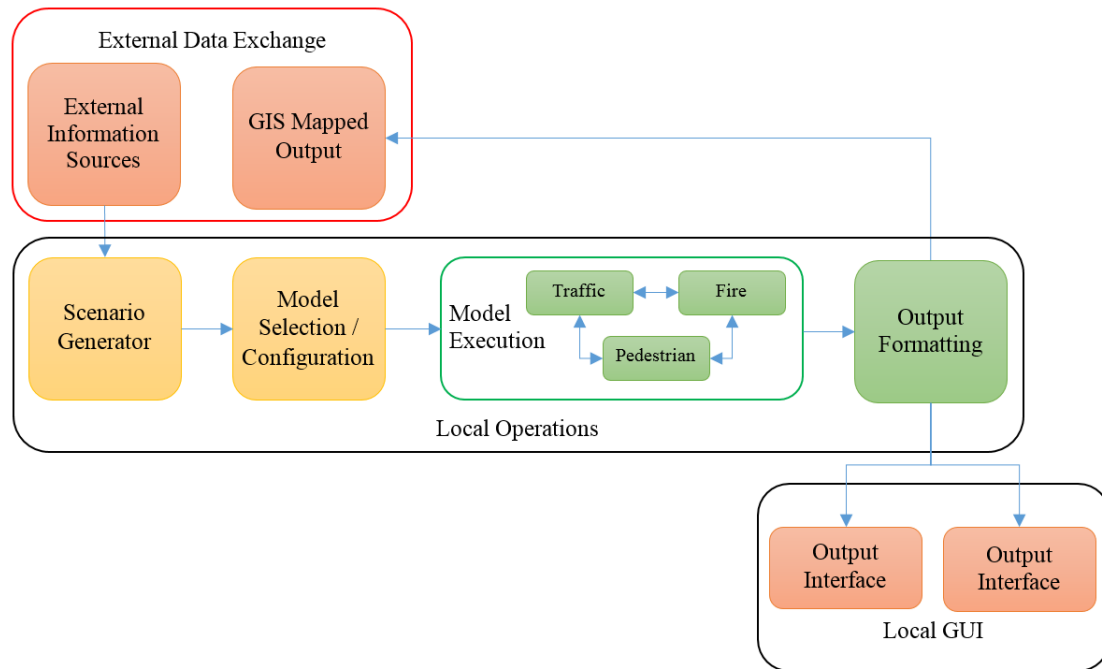 External Data Exchange
External
Information
Sources
GIS Mapped
Output
Scenario
Generator
Model
Selection /
Configuration
Model
Execution
Traffic
Fire
Pedestrian
Output
Formatting
Local Operations
Output
Interface
Output
Interface
Local GUI